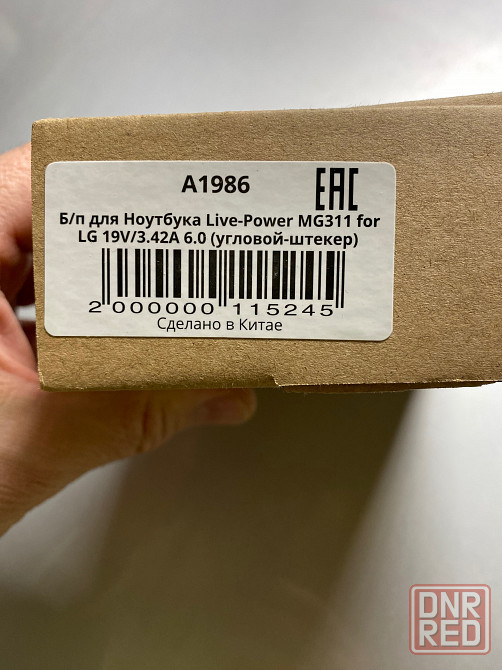 A1986
EAC
Б/п для Ноутбука Live-Power MG311 for
LG 19V/3.42A 6.0 (угловой-штекер)
2 000000 115245
Сделано в Китае
DNR
RED